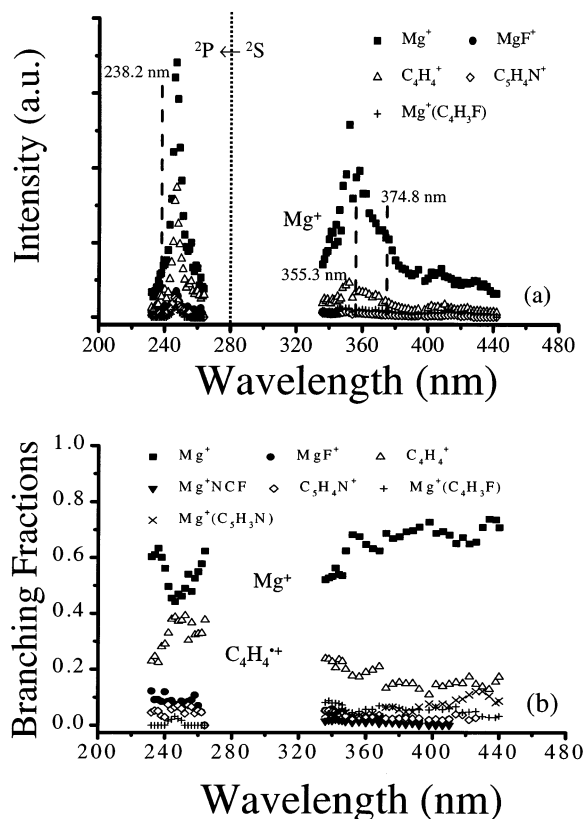 ■ Mg⁺ ● MgF⁺
²P ← ²S
238.2 nm
△ C₄H₄⁺ ◇ C₅H₄N⁺
+ Mg⁺(C₄H₃F)
374.8 nm
Mg⁺
355.3 nm
(a)
Intensity (a.u.)
200 240 280 320 360 400 440 480
Wavelength (nm)
1.0
■ Mg⁺ ● MgF⁺ △ C₄H₄⁺
▼ Mg⁺NCF ◇ C₅H₄N⁺ + Mg⁺(C₄H₃F)
× Mg⁺(C₅H₃N)
0.8
0.6
Mg⁺
0.4
C₄H₄•⁺
0.2
(b)
0.0
Branching Fractions
200 240 280 320 360 400 440 480
Wavelength (nm)